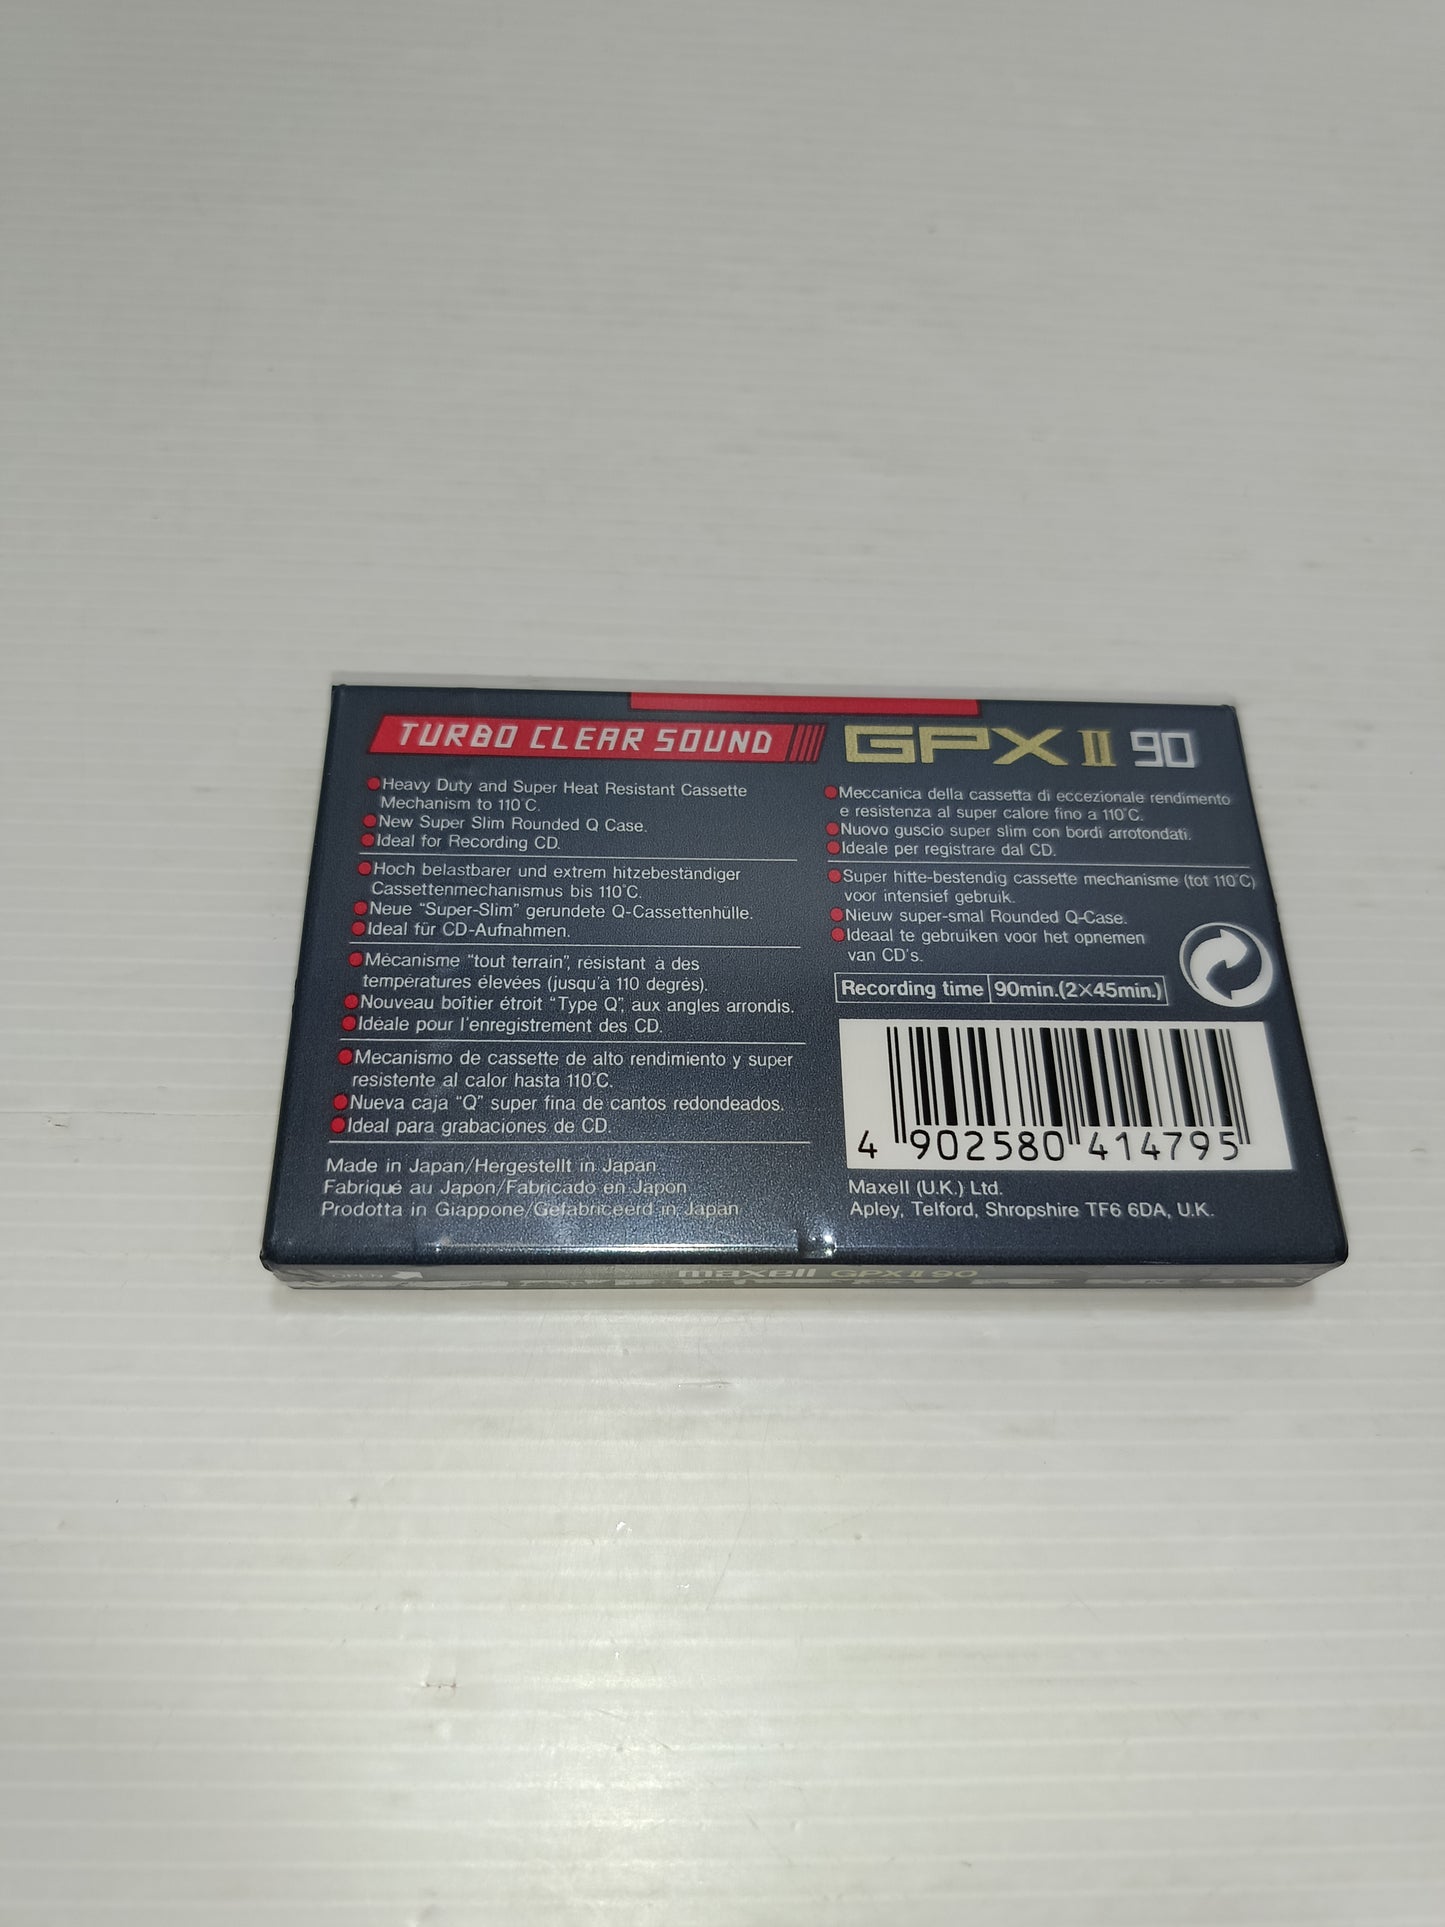 TURBO CLEAR SOUND
GPX II 90
Heavy Duty and Super Heat Resistant Cassette
Mechanism to 110°C.
New Super Slim Rounded Q Case.
Ideal for Recording CD.
Hoch belastbarer und extrem hitzebeständiger
Cassettenmechanismus bis 110°C.
Neue "Super-Slim" gerundete Q-Cassettenhülle.
Ideal für CD-Aufnahmen.
Mécanisme "tout terrain", résistant à des
températures élevées (jusqu'à 110 degrés).
Nouveau boîtier étroit "Type Q", aux angles arrondis.
Idéale pour l'enregistrement des CD.
Mecanismo de cassette de alto rendimiento y super
resistente al calor hasta 110°C.
Nueva caja "Q" super fina de cantos redondeados.
Ideal para grabaciones de CD.
Made in Japan/Hergestellt in Japan
Fabriqué au Japon/Fabricado en Japon
Prodotta in Giappone/Gefabriceerd in Japan
Meccanica della cassetta di eccezionale rendimento
e resistenza al super calore fino a 110°C.
Nuovo guscio super slim con bordi arrotondati.
Ideale per registrare dal CD.
Super hitte-bestendig cassette mechanisme (tot 110°C)
voor intensief gebruik.
Nieuw super-smal Rounded Q-Case.
Ideaal te gebruiken voor het opnemen
van CD's.
Recording time 90min.(2×45min.)
4 902580 414795
Maxell (U.K.) Ltd.
Apley, Telford, Shropshire TF6 6DA, U.K.
OPEN
maxell GPX II 90